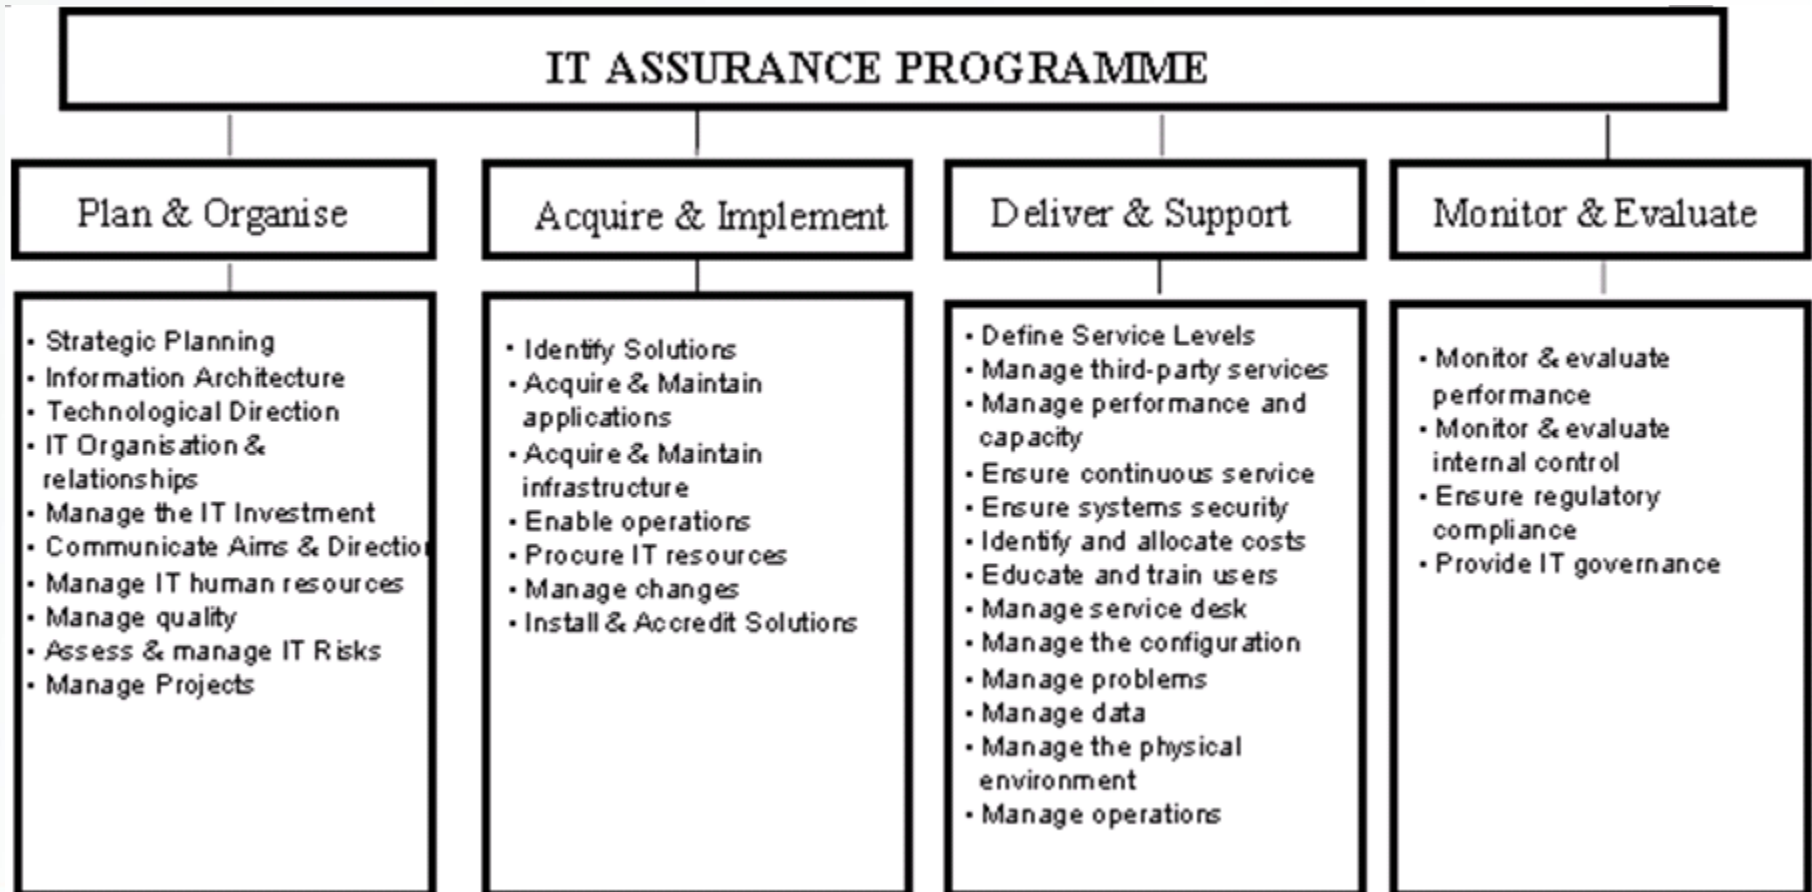 IT ASSURANCE PROGRAMME
Plan & Organise
• Strategic Planning
• Information Architecture
• Technological Direction
• IT Organisation &
relationships
• Manage the IT Investment
• Communicate Aims & Direction
• Manage IT human resources
• Manage quality
• Assess & manage IT Risks
• Manage Projects
Acquire & Implement
• Identify Solutions
• Acquire & Maintain
applications
• Acquire & Maintain
infrastructure
• Enable operations
• Procure IT resources
• Manage changes
• Install & Accredit Solutions
Deliver & Support
• Define Service Levels
• Manage third-party services
• Manage performance and
capacity
• Ensure continuous service
• Ensure systems security
• Identify and allocate costs
• Educate and train users
• Manage service desk
• Manage the configuration
• Manage problems
• Manage data
• Manage the physical
environment
• Manage operations
Monitor & Evaluate
• Monitor & evaluate
performance
• Monitor & evaluate
internal control
• Ensure regulatory
compliance
• Provide IT governance